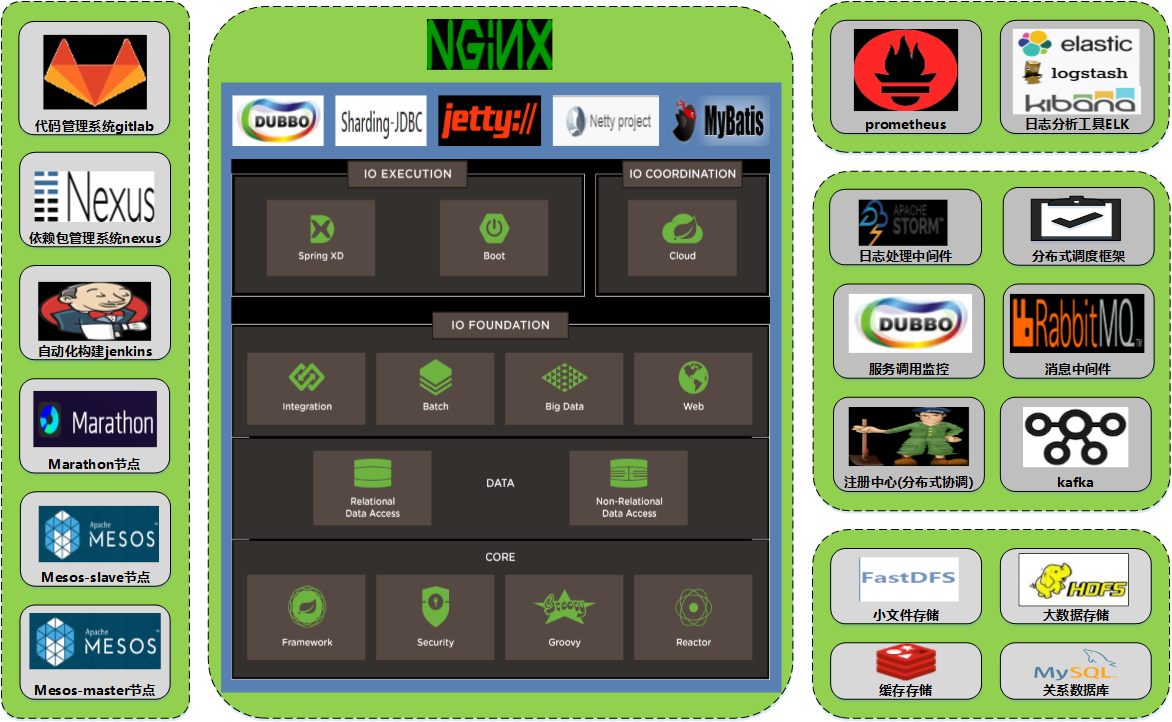 代码管理系统gitlab
Nexus
依赖包管理系统nexus
自动化构建jenkins
Marathon
Marathon节点
Apache
MESOS™
Mesos-slave节点
Apache
MESOS™
Mesos-master节点
NGINX
DUBBO
Sharding-JDBC
jetty://
Netty project
MyBatis
IO EXECUTION
Spring XD
Boot
IO COORDINATION
Cloud
IO FOUNDATION
Integration
Batch
Big Data
Web
DATA
Relational
Data Access
Non-Relational
Data Access
CORE
Framework
Security
Groovy
Groovy
Reactor
prometheus
elastic
logstash
kibana
日志分析工具ELK
APACHE
STORM™
日志处理中间件
分布式调度框架
DUBBO
服务调用监控
RabbitMQ™
消息中间件
注册中心(分布式协调)
kafka
FastDFS
小文件存储
HDFS
大数据存储
缓存存储
MySQL
关系数据库